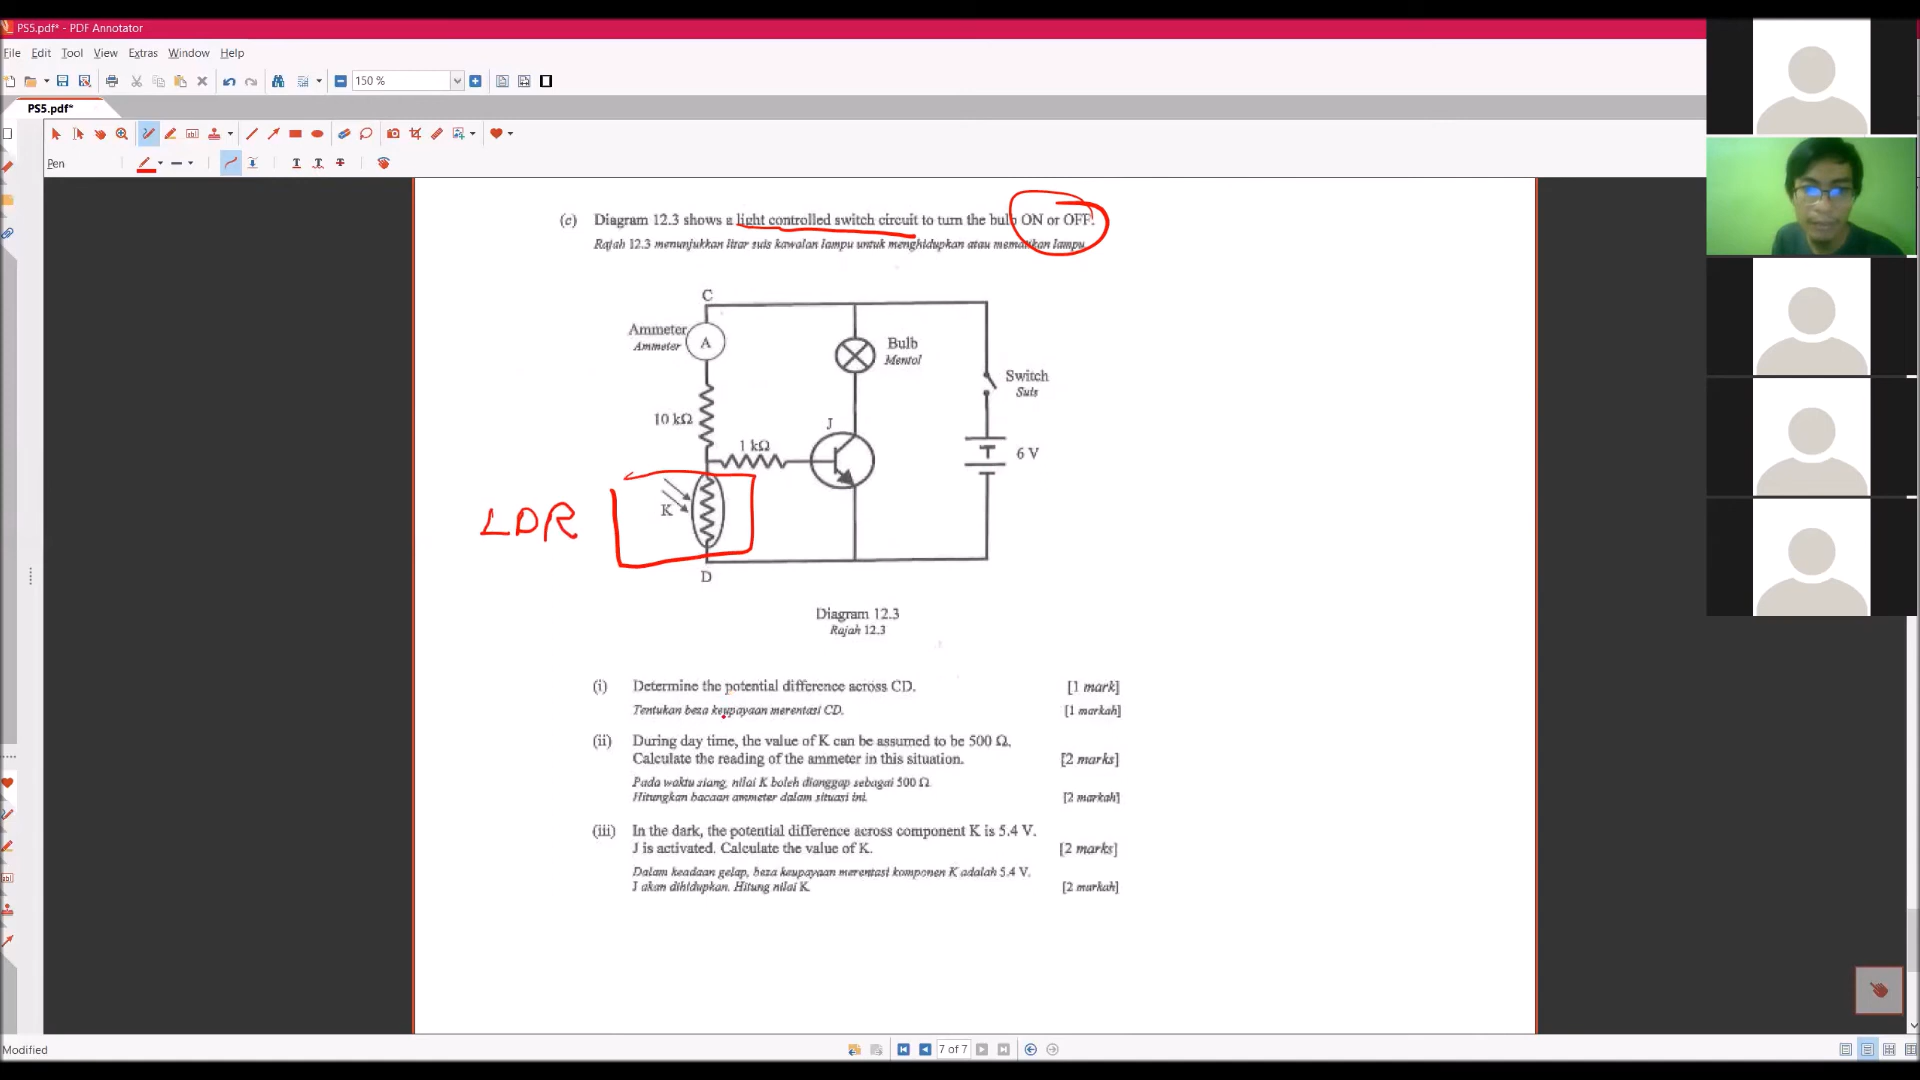 PS5.pdf* - PDF Annotator
File Edit Tool View Extras Window Help
150 %
PS5.pdf*
Pen
(c) Diagram 12.3 shows a light controlled switch circuit to turn the bulb ON or OFF.
Rajah 12.3 menunjukkan litar suis kawalan lampu untuk menghidupkan atau mematikan lampu.
C
Ammeter
Ammeter
A
Bulb
Mentol
Switch
Suis
10 kΩ
J
1 kΩ
6 V
K
LDR
D
Diagram 12.3
Rajah 12.3
(i) Determine the potential difference across CD. [1 mark]
Tentukan beza keupayaan merentasi CD. [1 markah]
(ii) During day time, the value of K can be assumed to be 500 Ω.
Calculate the reading of the ammeter in this situation. [2 marks]
Pada waktu siang, nilai K boleh dianggap sebagai 500 Ω.
Hitungkan bacaan ammeter dalam situasi ini. [2 markah]
(iii) In the dark, the potential difference across component K is 5.4 V.
J is activated. Calculate the value of K. [2 marks]
Dalam keadaan gelap, beza keupayaan merentasi komponen K adalah 5.4 V.
J akan dihidupkan. Hitung nilai K. [2 markah]
Modified
7 of 7